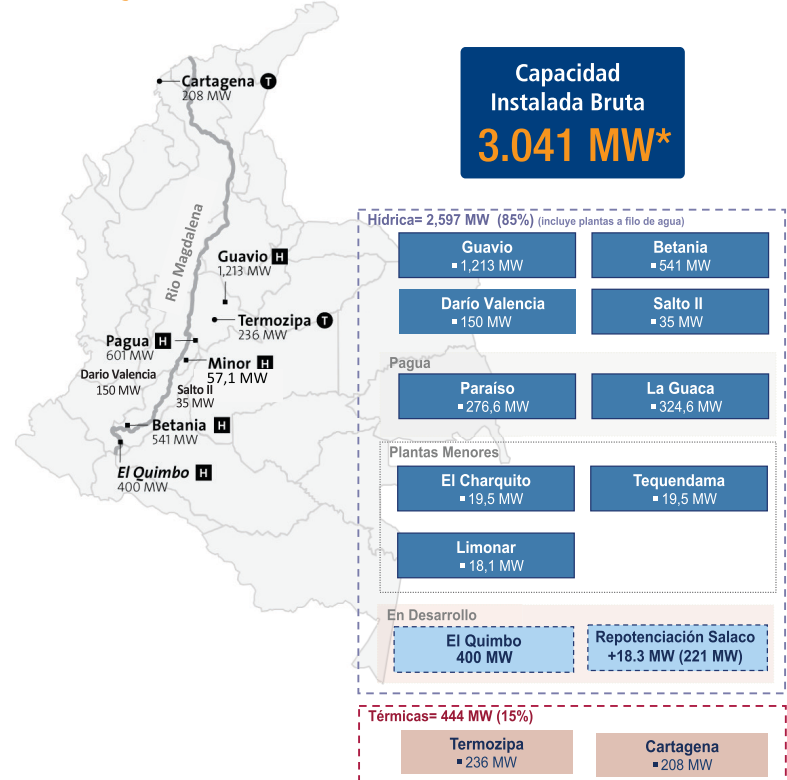 Capacidad
Instalada Bruta
3.041 MW*
Cartagena T
208 MW
Rio Magdalena
Guavio H
1,213 MW
Termozipa T
236 MW
Pagua H
601 MW
Minor H
57,1 MW
Dario Valencia
150 MW
Salto II
35 MW
Betania H
541 MW
El Quimbo H
400 MW
Hídrica= 2,597 MW (85%) (incluye plantas a filo de agua)
Guavio
1,213 MW
Betania
541 MW
Darío Valencia
150 MW
Salto II
35 MW
Pagua
Paraíso
276,6 MW
La Guaca
324,6 MW
Plantas Menores
El Charquito
19,5 MW
Tequendama
19,5 MW
Limonar
18,1 MW
En Desarrollo
El Quimbo
400 MW
Repotenciación Salaco
+18.3 MW (221 MW)
Térmicas= 444 MW (15%)
Termozipa
236 MW
Cartagena
208 MW